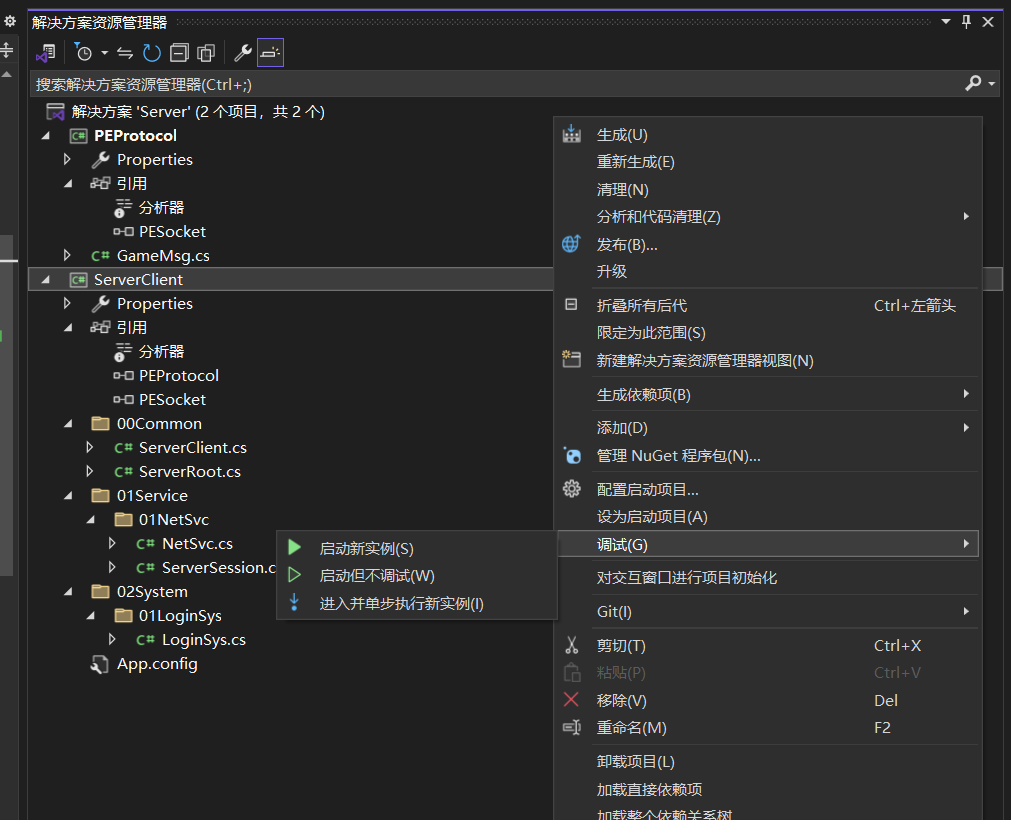 解决方案资源管理器
搜索解决方案资源管理器(Ctrl+;)
解决方案 'Server' (2 个项目，共 2 个)
PEProtocol
Properties
引用
分析器
PESocket
GameMsg.cs
ServerClient
Properties
引用
分析器
PEProtocol
PESocket
00Common
ServerClient.cs
ServerRoot.cs
01Service
01NetSvc
NetSvc.cs
ServerSession.c
02System
01LoginSys
LoginSys.cs
App.config
启动新实例(S)
启动但不调试(W)
进入并单步执行新实例(I)
生成(U)
重新生成(E)
清理(N)
分析和代码清理(Z)
发布(B)...
升级
折叠所有后代 Ctrl+左箭头
限定为此范围(S)
新建解决方案资源管理器视图(N)
生成依赖项(B)
添加(D)
管理 NuGet 程序包(N)...
配置启动项目...
设为启动项目(A)
调试(G)
对交互窗口进行项目初始化
Git(I)
剪切(T) Ctrl+X
粘贴(P) Ctrl+V
移除(V) Del
重命名(M) F2
卸载项目(L)
加载直接依赖项
加载整个依赖关系树